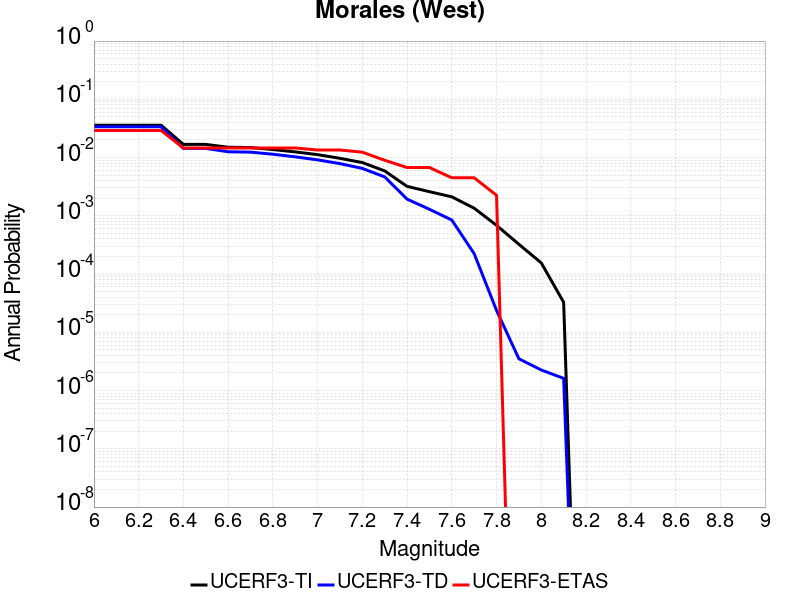 Morales (West)
10 0
10 -1
10 -2
10 -3
10 -4
10 -5
10 -6
10 -7
10 -8
Annual Probability
6 6.2 6.4 6.6 6.8 7 7.2 7.4 7.6 7.8 8 8.2 8.4 8.6 8.8 9
Magnitude
UCERF3-TI UCERF3-TD UCERF3-ETAS